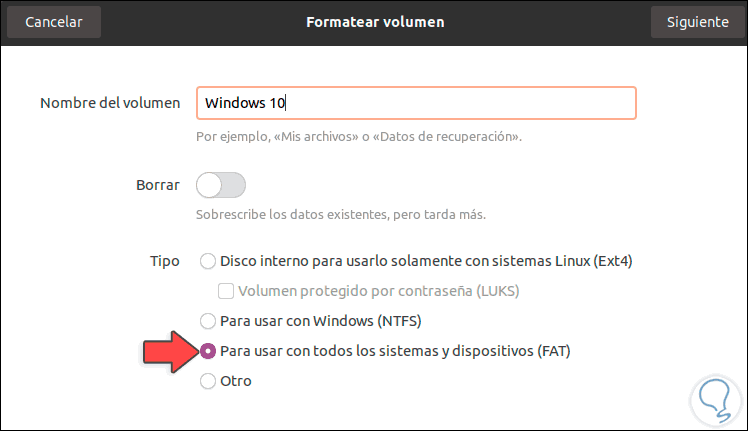 Cancelar
Formatear volumen
Siguiente
Nombre del volumen
Windows 10
Por ejemplo, «Mis archivos» o «Datos de recuperación».
Borrar
Sobrescribe los datos existentes, pero tarda más.
Tipo
Disco interno para usarlo solamente con sistemas Linux (Ext4)
Volumen protegido por contraseña (LUKS)
Para usar con Windows (NTFS)
Para usar con todos los sistemas y dispositivos (FAT)
Otro